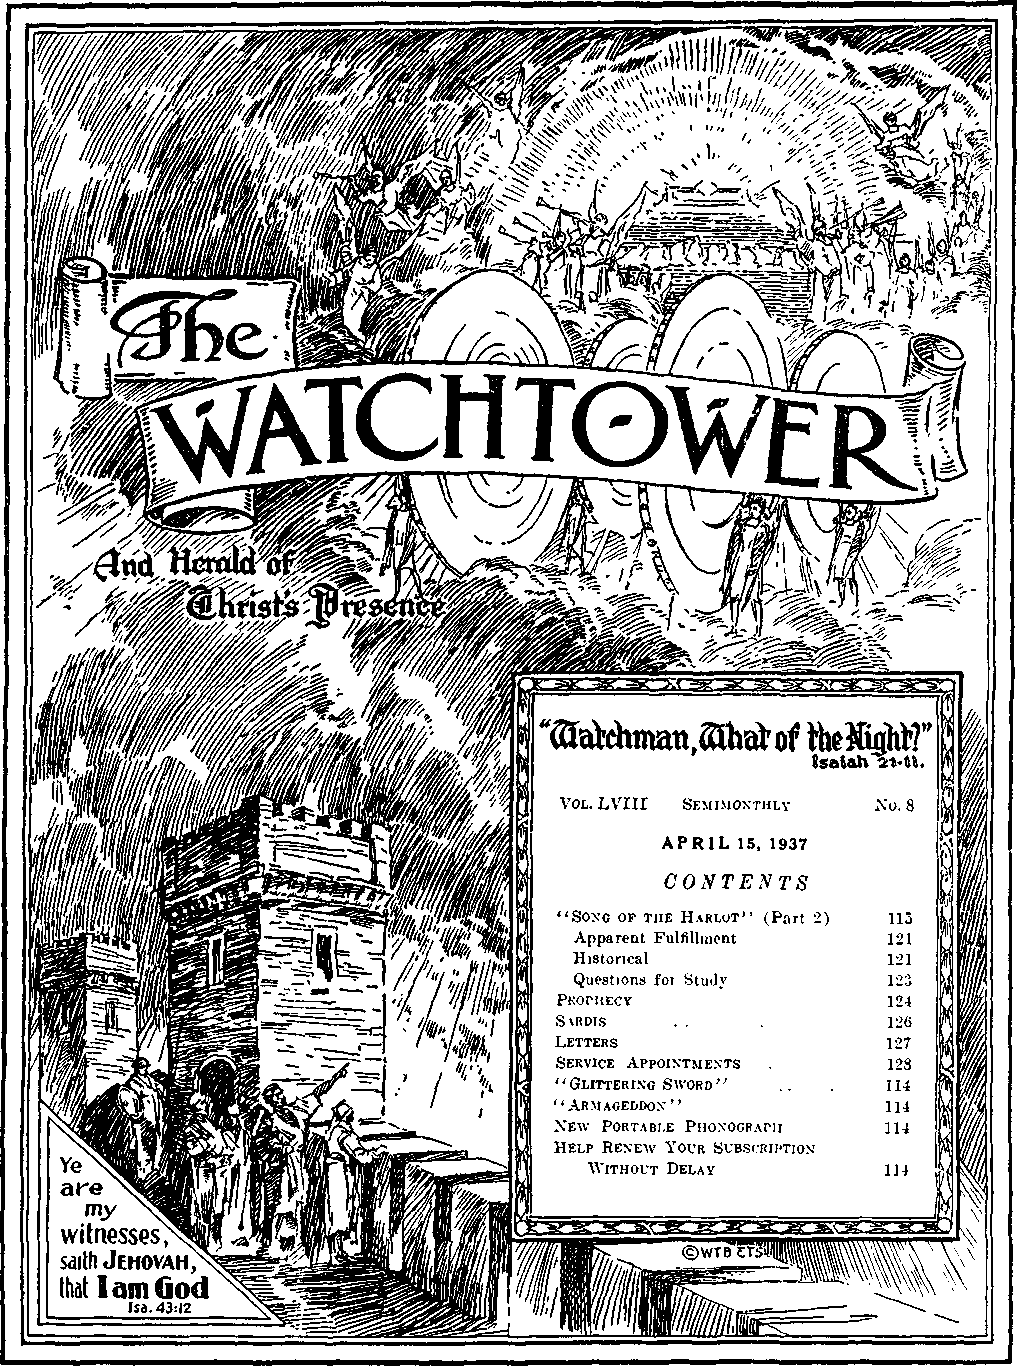 The
WATCHTOWER
And Herald of
Christ's Presence
"Watchman, What of the Night?"
Isaiah 21:11.
VOL. LVIII SEMIMONTHLY No. 8
APRIL 15, 1937
CONTENTS
"SONG OF THE HARLOT" (Part 2) 115
Apparent Fulfillment 121
Historical 121
Questions for Study 123
PROPHECY 124
SARDIS . . . 126
LETTERS 127
SERVICE APPOINTMENTS . 128
"GLITTERING SWORD" . . . 114
"ARMAGEDDON" 114
NEW PORTABLE PHONOGRAPH 114
HELP RENEW YOUR SUBSCRIPTION
WITHOUT DELAY 114
Ye
are
my
witnesses,
saith JEHOVAH,
that I am God
Isa. 43:12
©WTB &TS